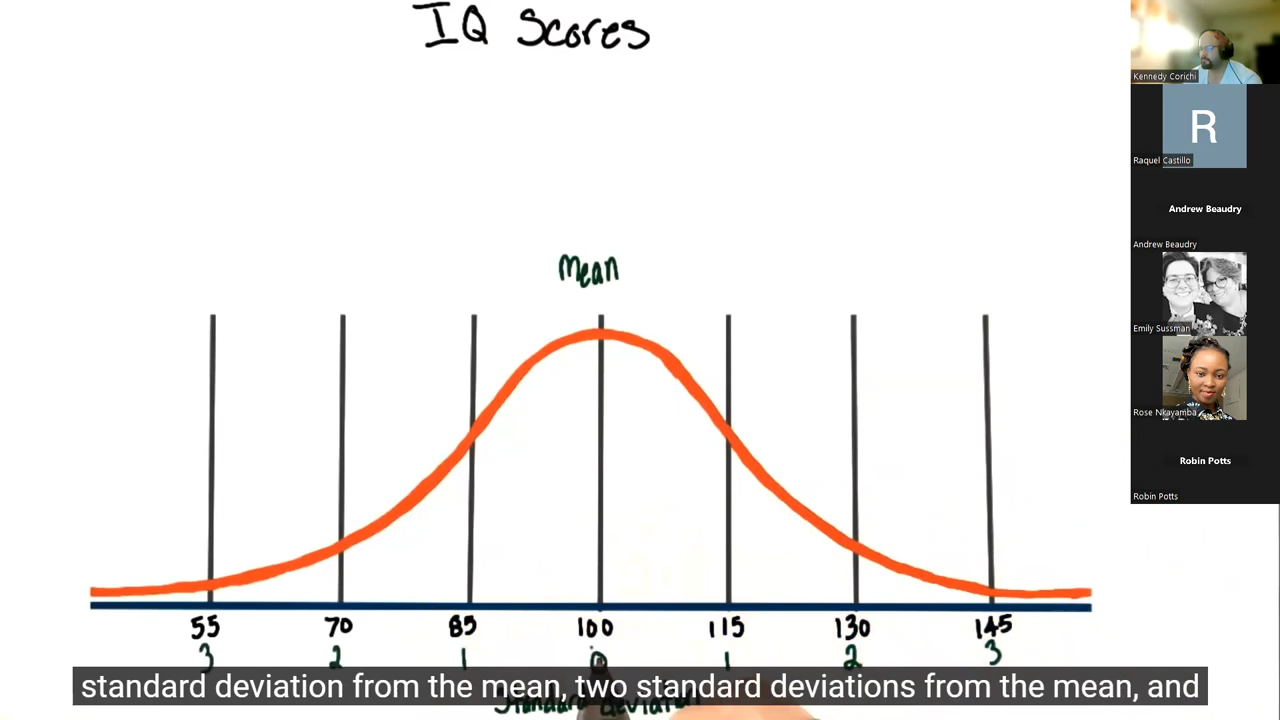 IQ Scores
Mean
55 70 85 100 115 130 145
3 2 1 0 1 2 3
standard deviation from the mean, two standard deviations from the mean, and
Standard Deviation
Kennedy Corichi
R
Raquel Castillo
Andrew Beaudry
Andrew Beaudry
Emily Sussman
Rose Nkayamba
Robin Potts
Robin Potts